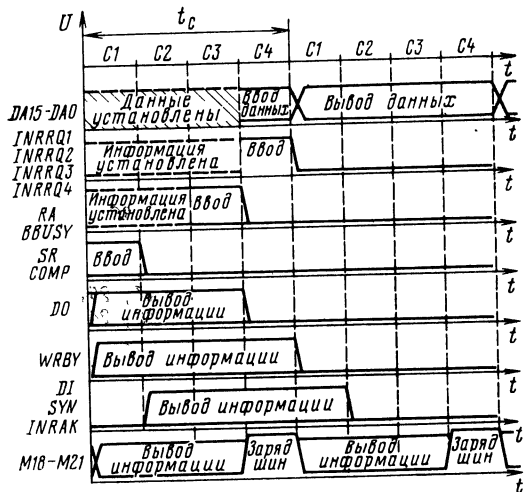 U
t_c
C1 C2 C3 C4 C1 C2 C3 C4 t
DA15-DA0 Данные установлены Ввод данных Вывод данных t
INRRQ1
INRRQ2
INRRQ3
INRRQ4
Информация установлена Ввод t
RA
BBUSY
Информация установлена Ввод t
SR
COMP
Ввод t
DO Вывод информации t
WRBY Вывод информации t
DI
SYN
INRAK
Вывод информации t
M18-M21 Вывод информации Заряд шин Вывод информации Заряд шин t